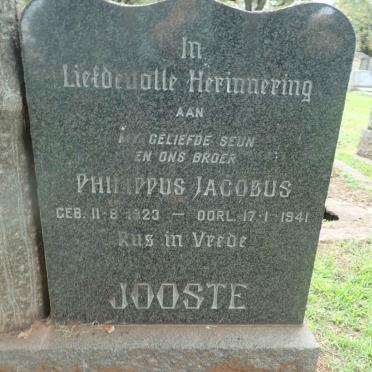 In
Liefdevolle Herinnering
AAN
MY GELIEFDE SEUN
EN ONS BROER
PHILIPPUS JACOBUS
GEB. 11-8-1923 — OORL. 17-1-1941
Rus in Vrede
JOOSTE